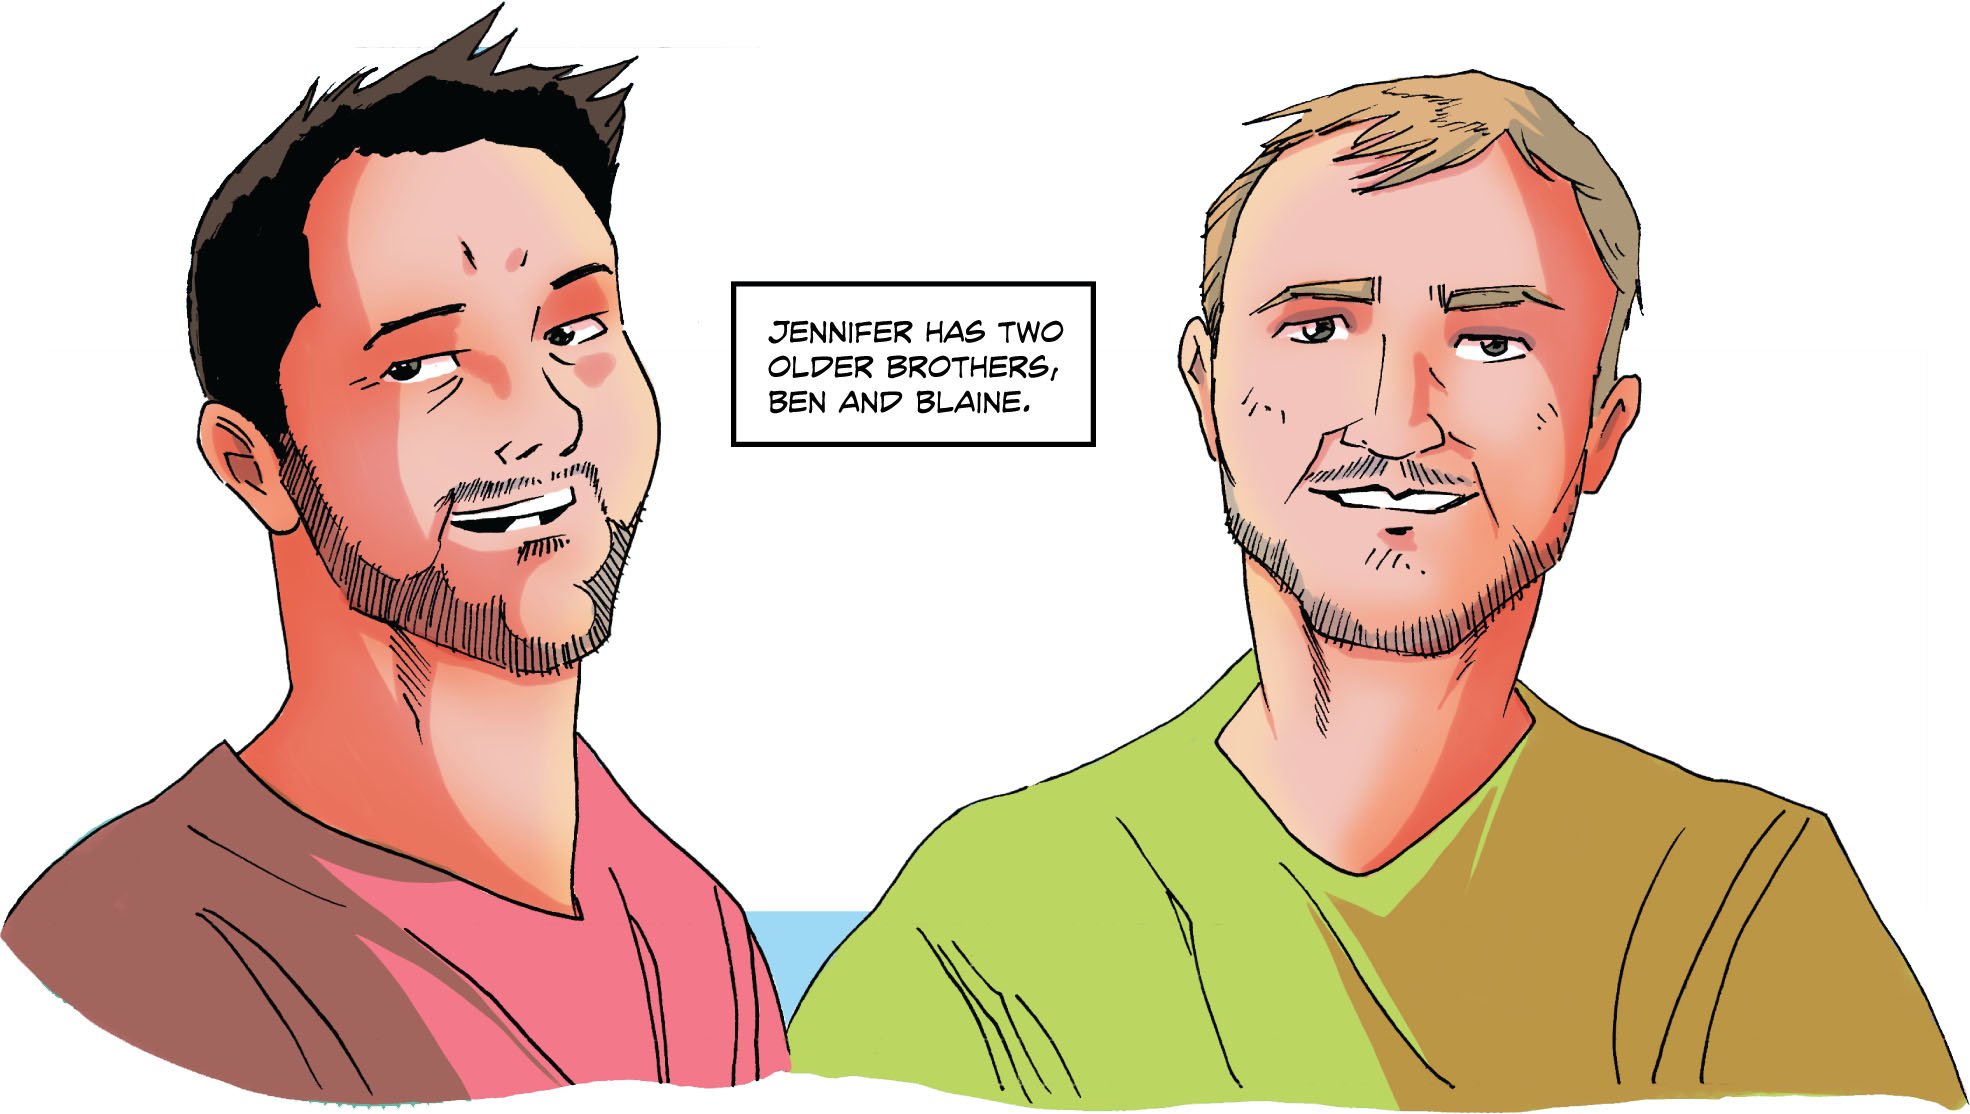 JENNIFER HAS TWO
OLDER BROTHERS,
BEN AND BLAINE.